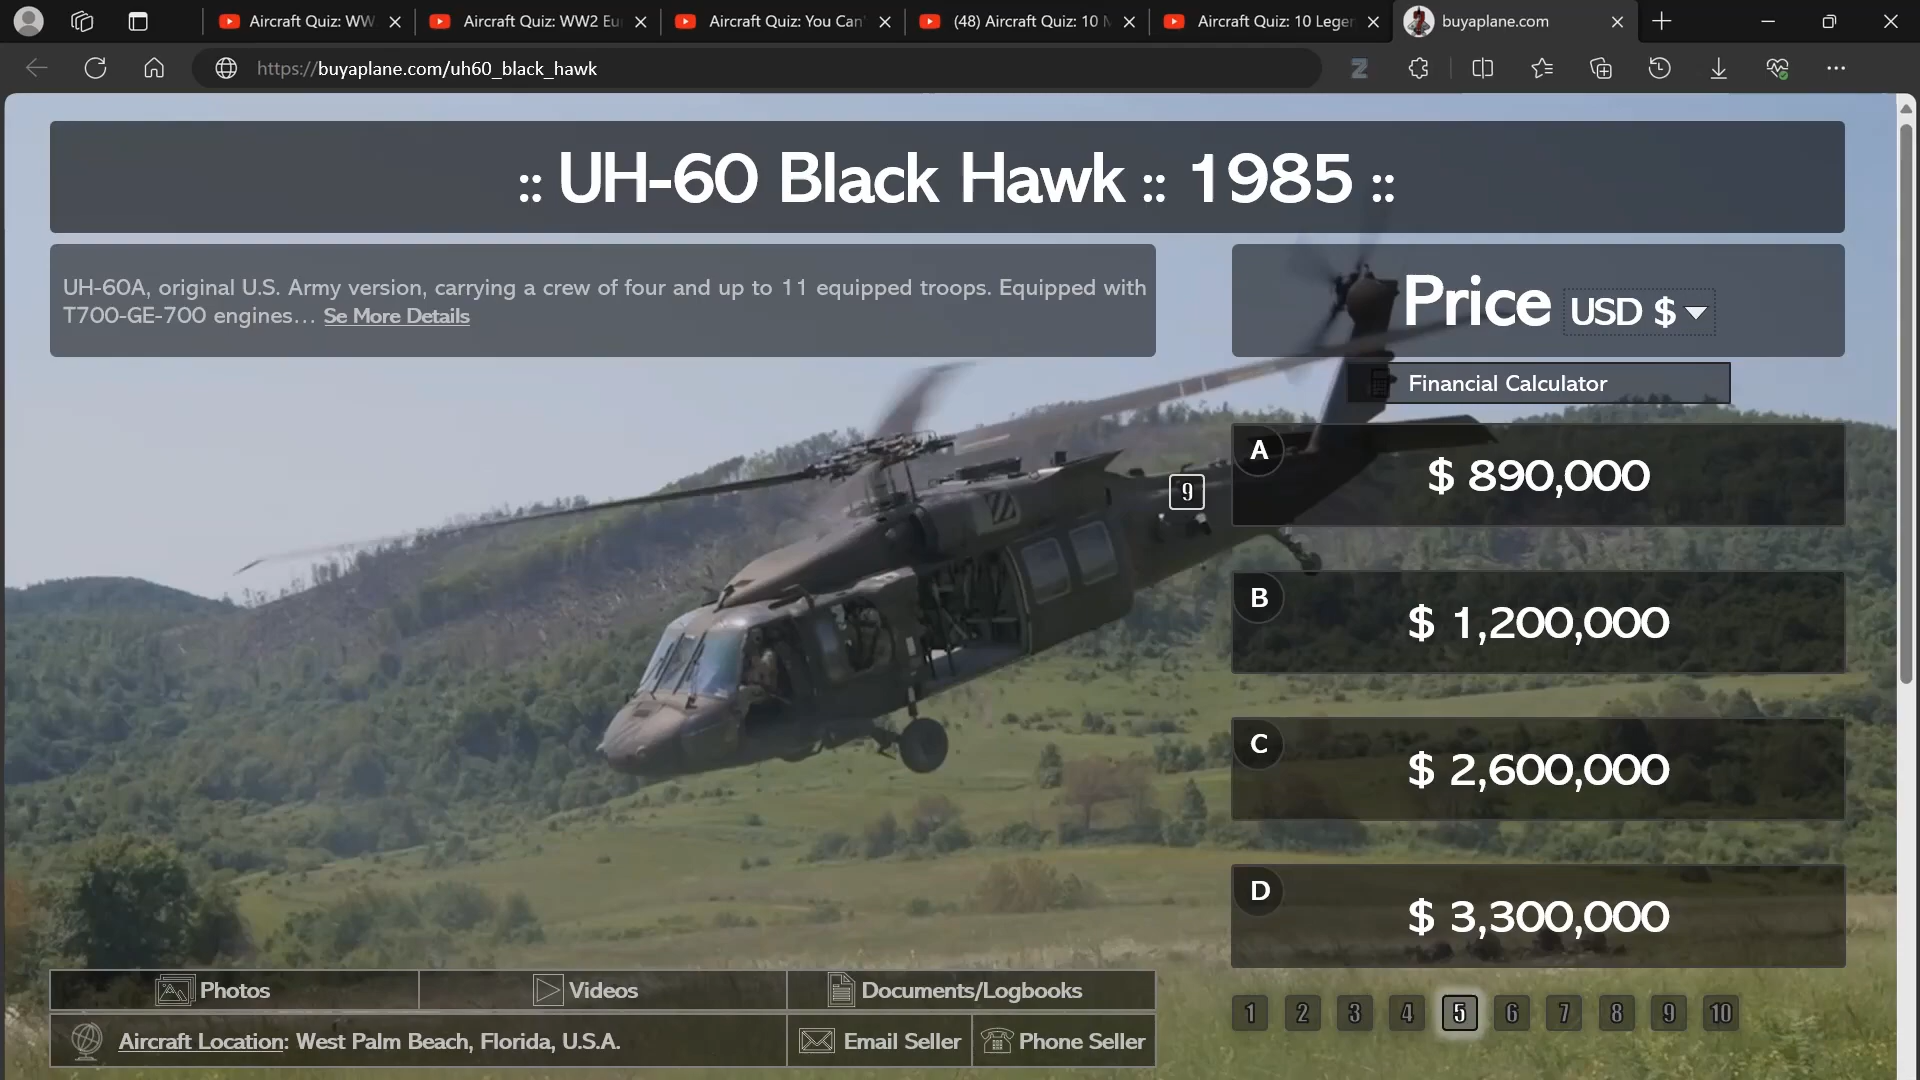 Aircraft Quiz: WW
Aircraft Quiz: WW2 Eu
Aircraft Quiz: You Can'
(48) Aircraft Quiz: 10 M
Aircraft Quiz: 10 Leger
buyaplane.com
https://buyaplane.com/uh60_black_hawk
:: UH-60 Black Hawk :: 1985 ::
UH-60A, original U.S. Army version, carrying a crew of four and up to 11 equipped troops. Equipped with
T700-GE-700 engines... Se More Details
Price USD $
Financial Calculator
A
$ 890,000
9
B
$ 1,200,000
C
$ 2,600,000
D
$ 3,300,000
Photos
Videos
Documents/Logbooks
1 2 3 4 5 6 7 8 9 10
Aircraft Location: West Palm Beach, Florida, U.S.A.
Email Seller
Phone Seller